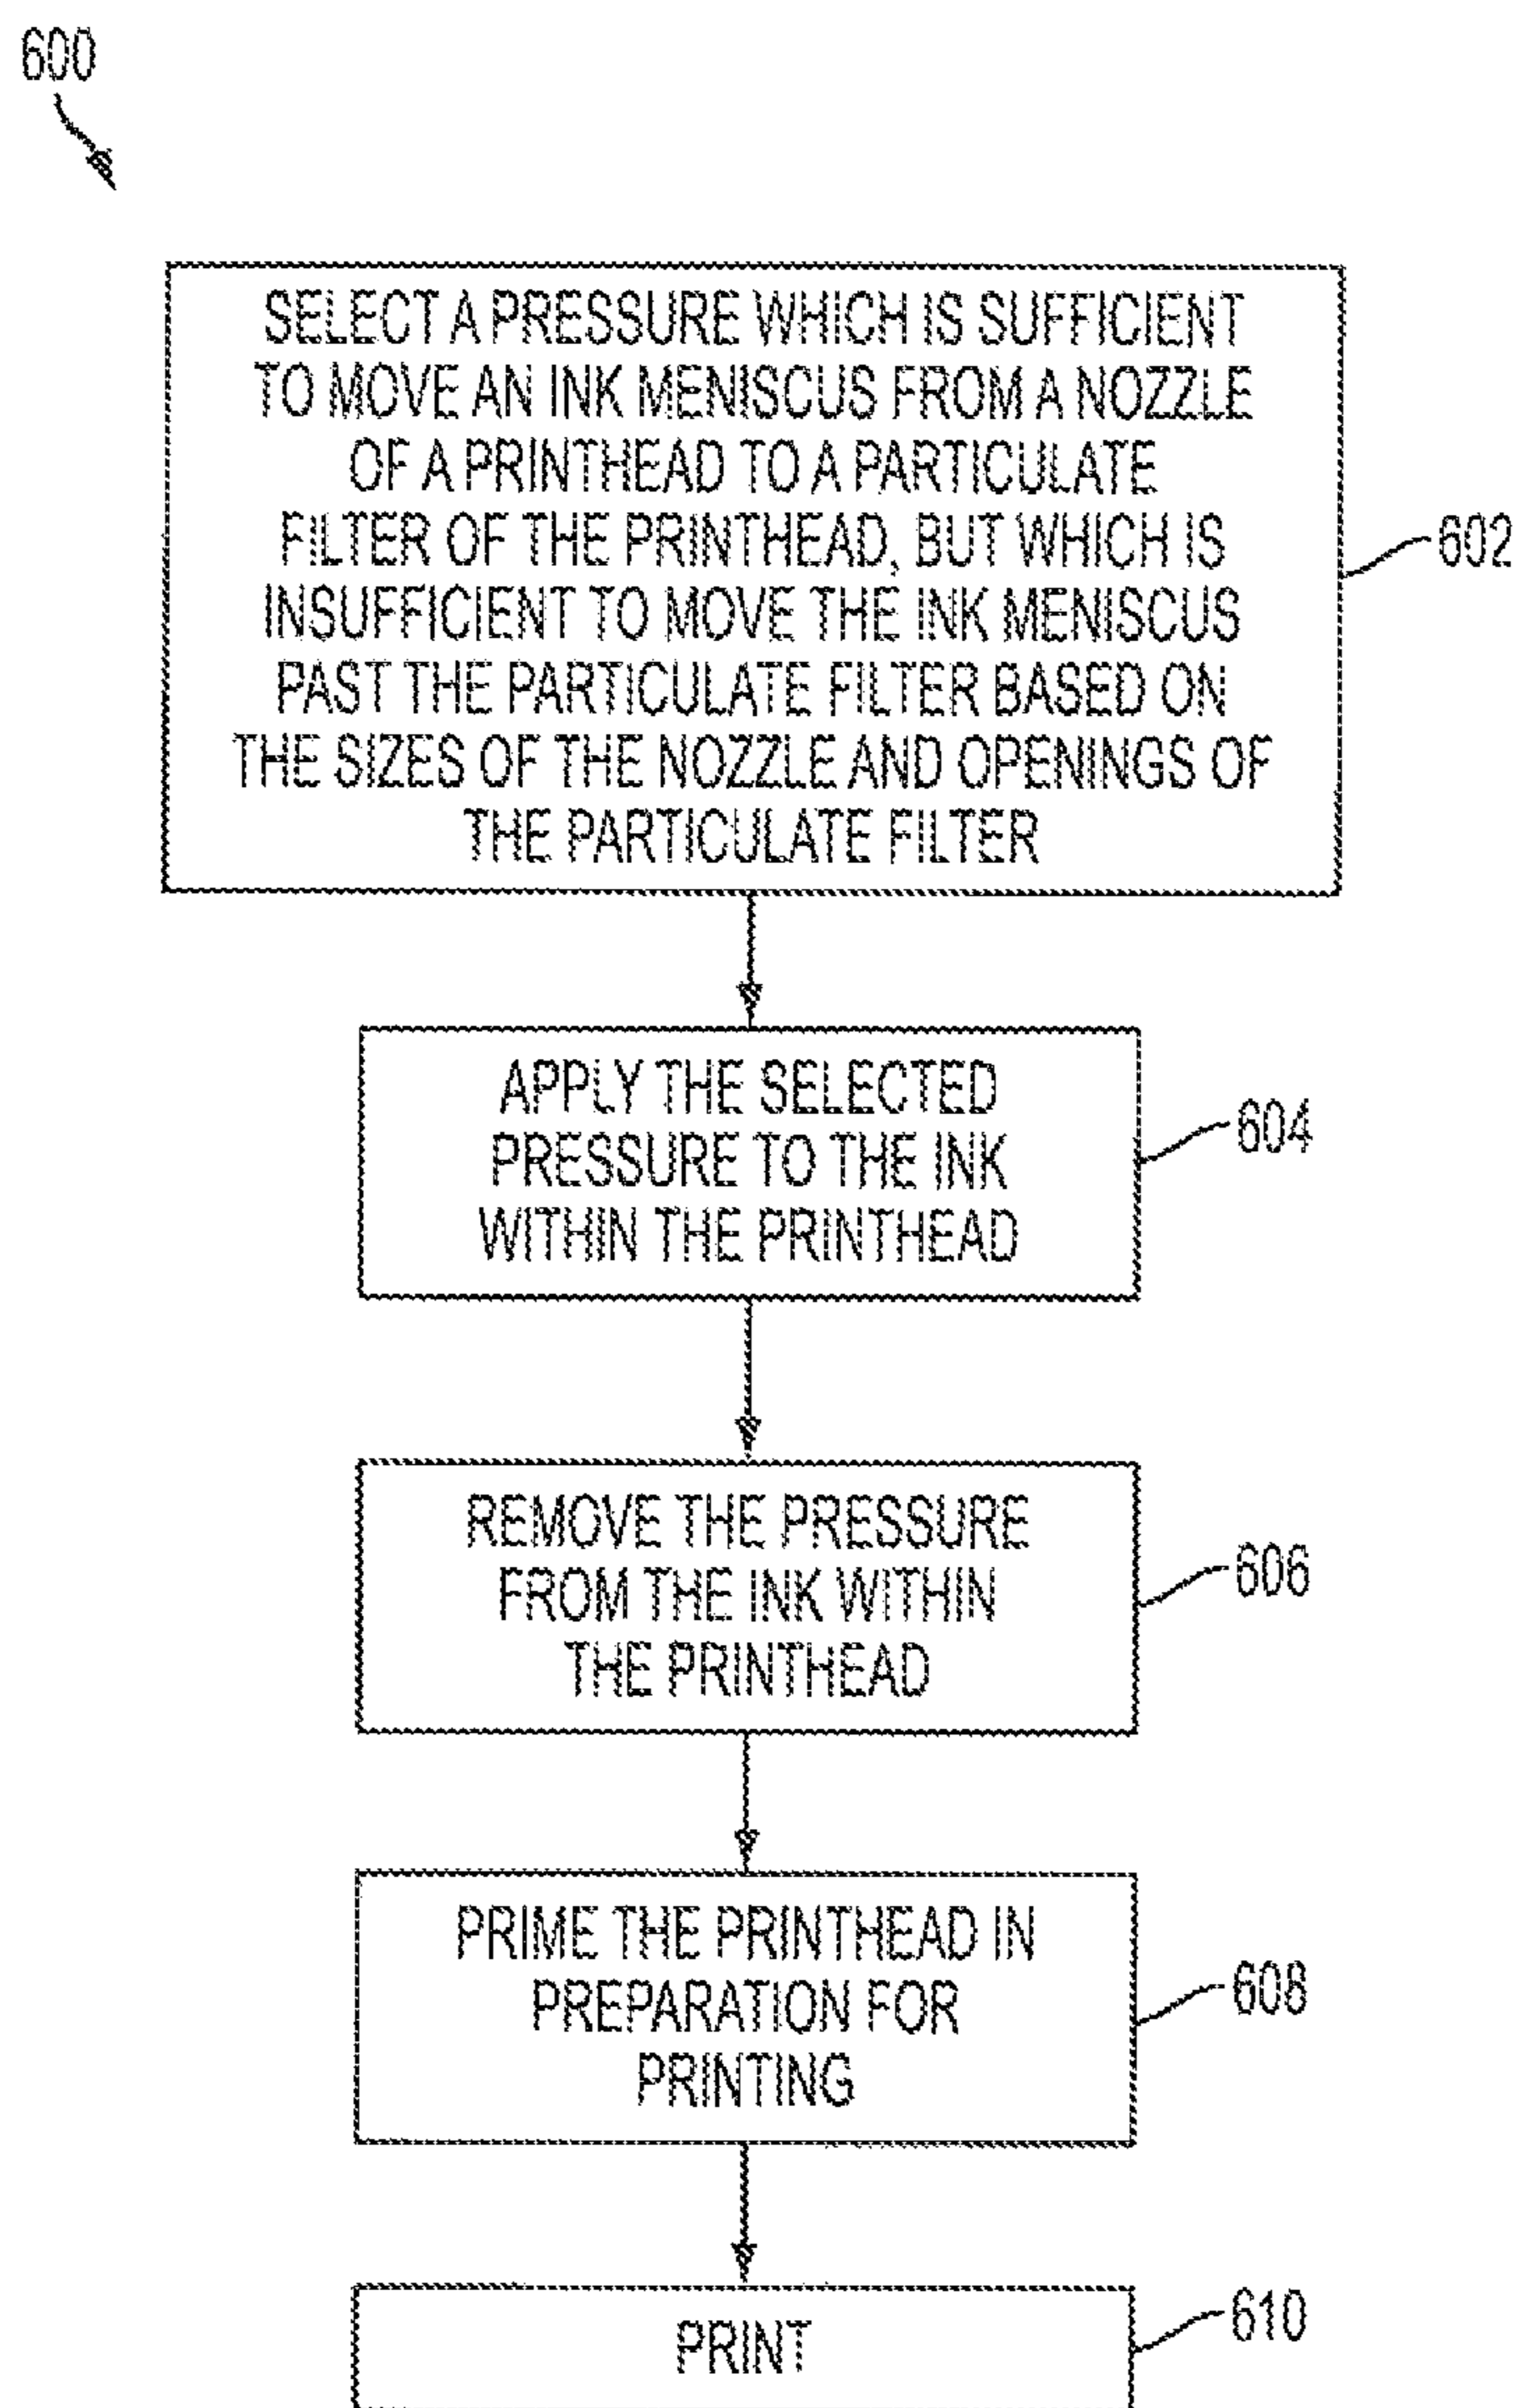 600
SELECT A PRESSURE WHICH IS SUFFICIENT
TO MOVE AN INK MENISCUS FROM A NOZZLE
OF A PRINTHEAD TO A PARTICULATE
FILTER OF THE PRINTHEAD, BUT WHICH IS
INSUFFICIENT TO MOVE THE INK MENISCUS
PAST THE PARTICULATE FILTER BASED ON
THE SIZES OF THE NOZZLE AND OPENINGS OF
THE PARTICULATE FILTER
602
APPLY THE SELECTED
PRESSURE TO THE INK
WITHIN THE PRINTHEAD
604
REMOVE THE PRESSURE
FROM THE INK WITHIN
THE PRINTHEAD
606
PRIME THE PRINTHEAD IN
PREPARATION FOR
PRINTING
608
PRINT
610